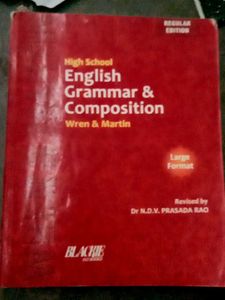 REGULAR
EDITION
High School
English
Grammar &
Composition
Wren & Martin
Large
Format
Revised by
Dr N.D.V. PRASADA RAO
BLACKIE